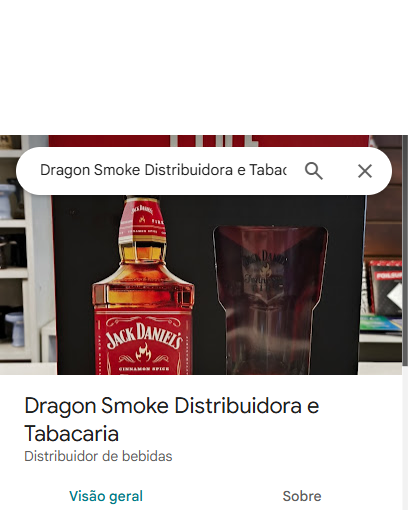 Dragon Smoke Distribuidora e Tabac
JACK DANIEL'S
CINNAMON SPICE
Dragon Smoke Distribuidora e
Tabacaria
Distribuidor de bebidas
Visão geral
Sobre